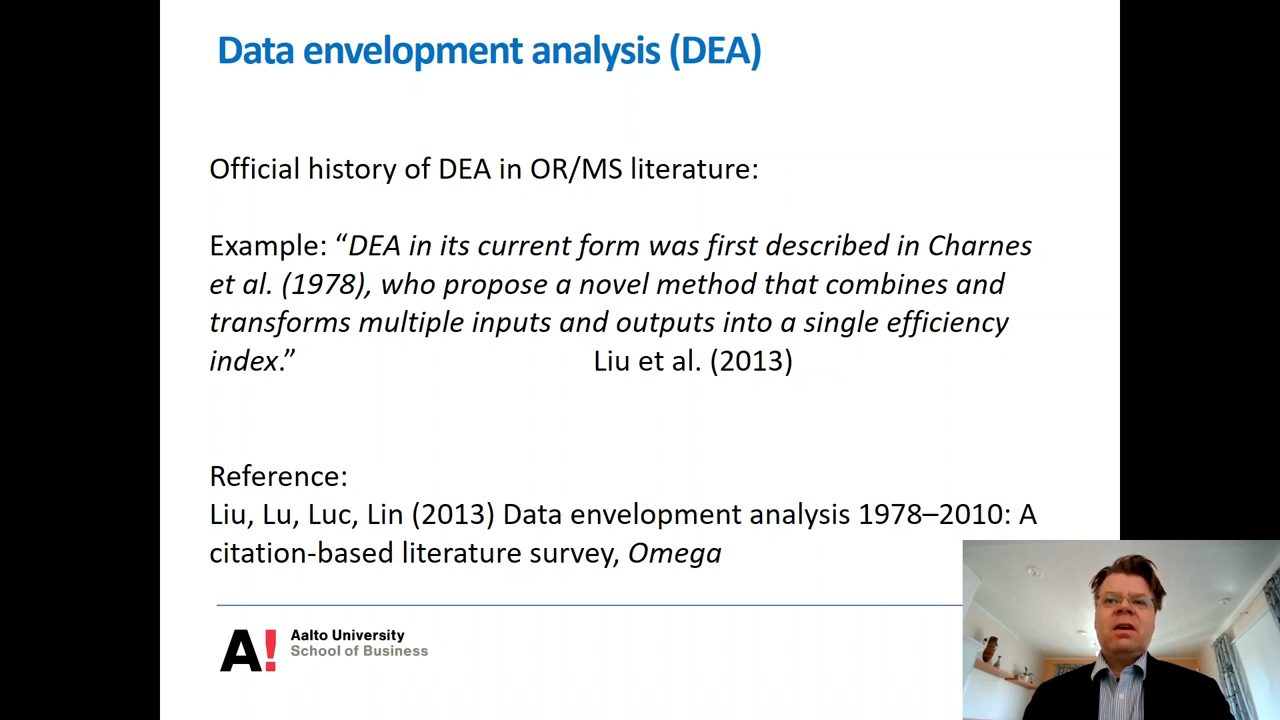 Data envelopment analysis (DEA)
Official history of DEA in OR/MS literature:
Example: “DEA in its current form was first described in Charnes
et al. (1978), who propose a novel method that combines and
transforms multiple inputs and outputs into a single efficiency
index.” Liu et al. (2013)
Reference:
Liu, Lu, Luc, Lin (2013) Data envelopment analysis 1978–2010: A
citation-based literature survey, Omega
A! Aalto University
School of Business